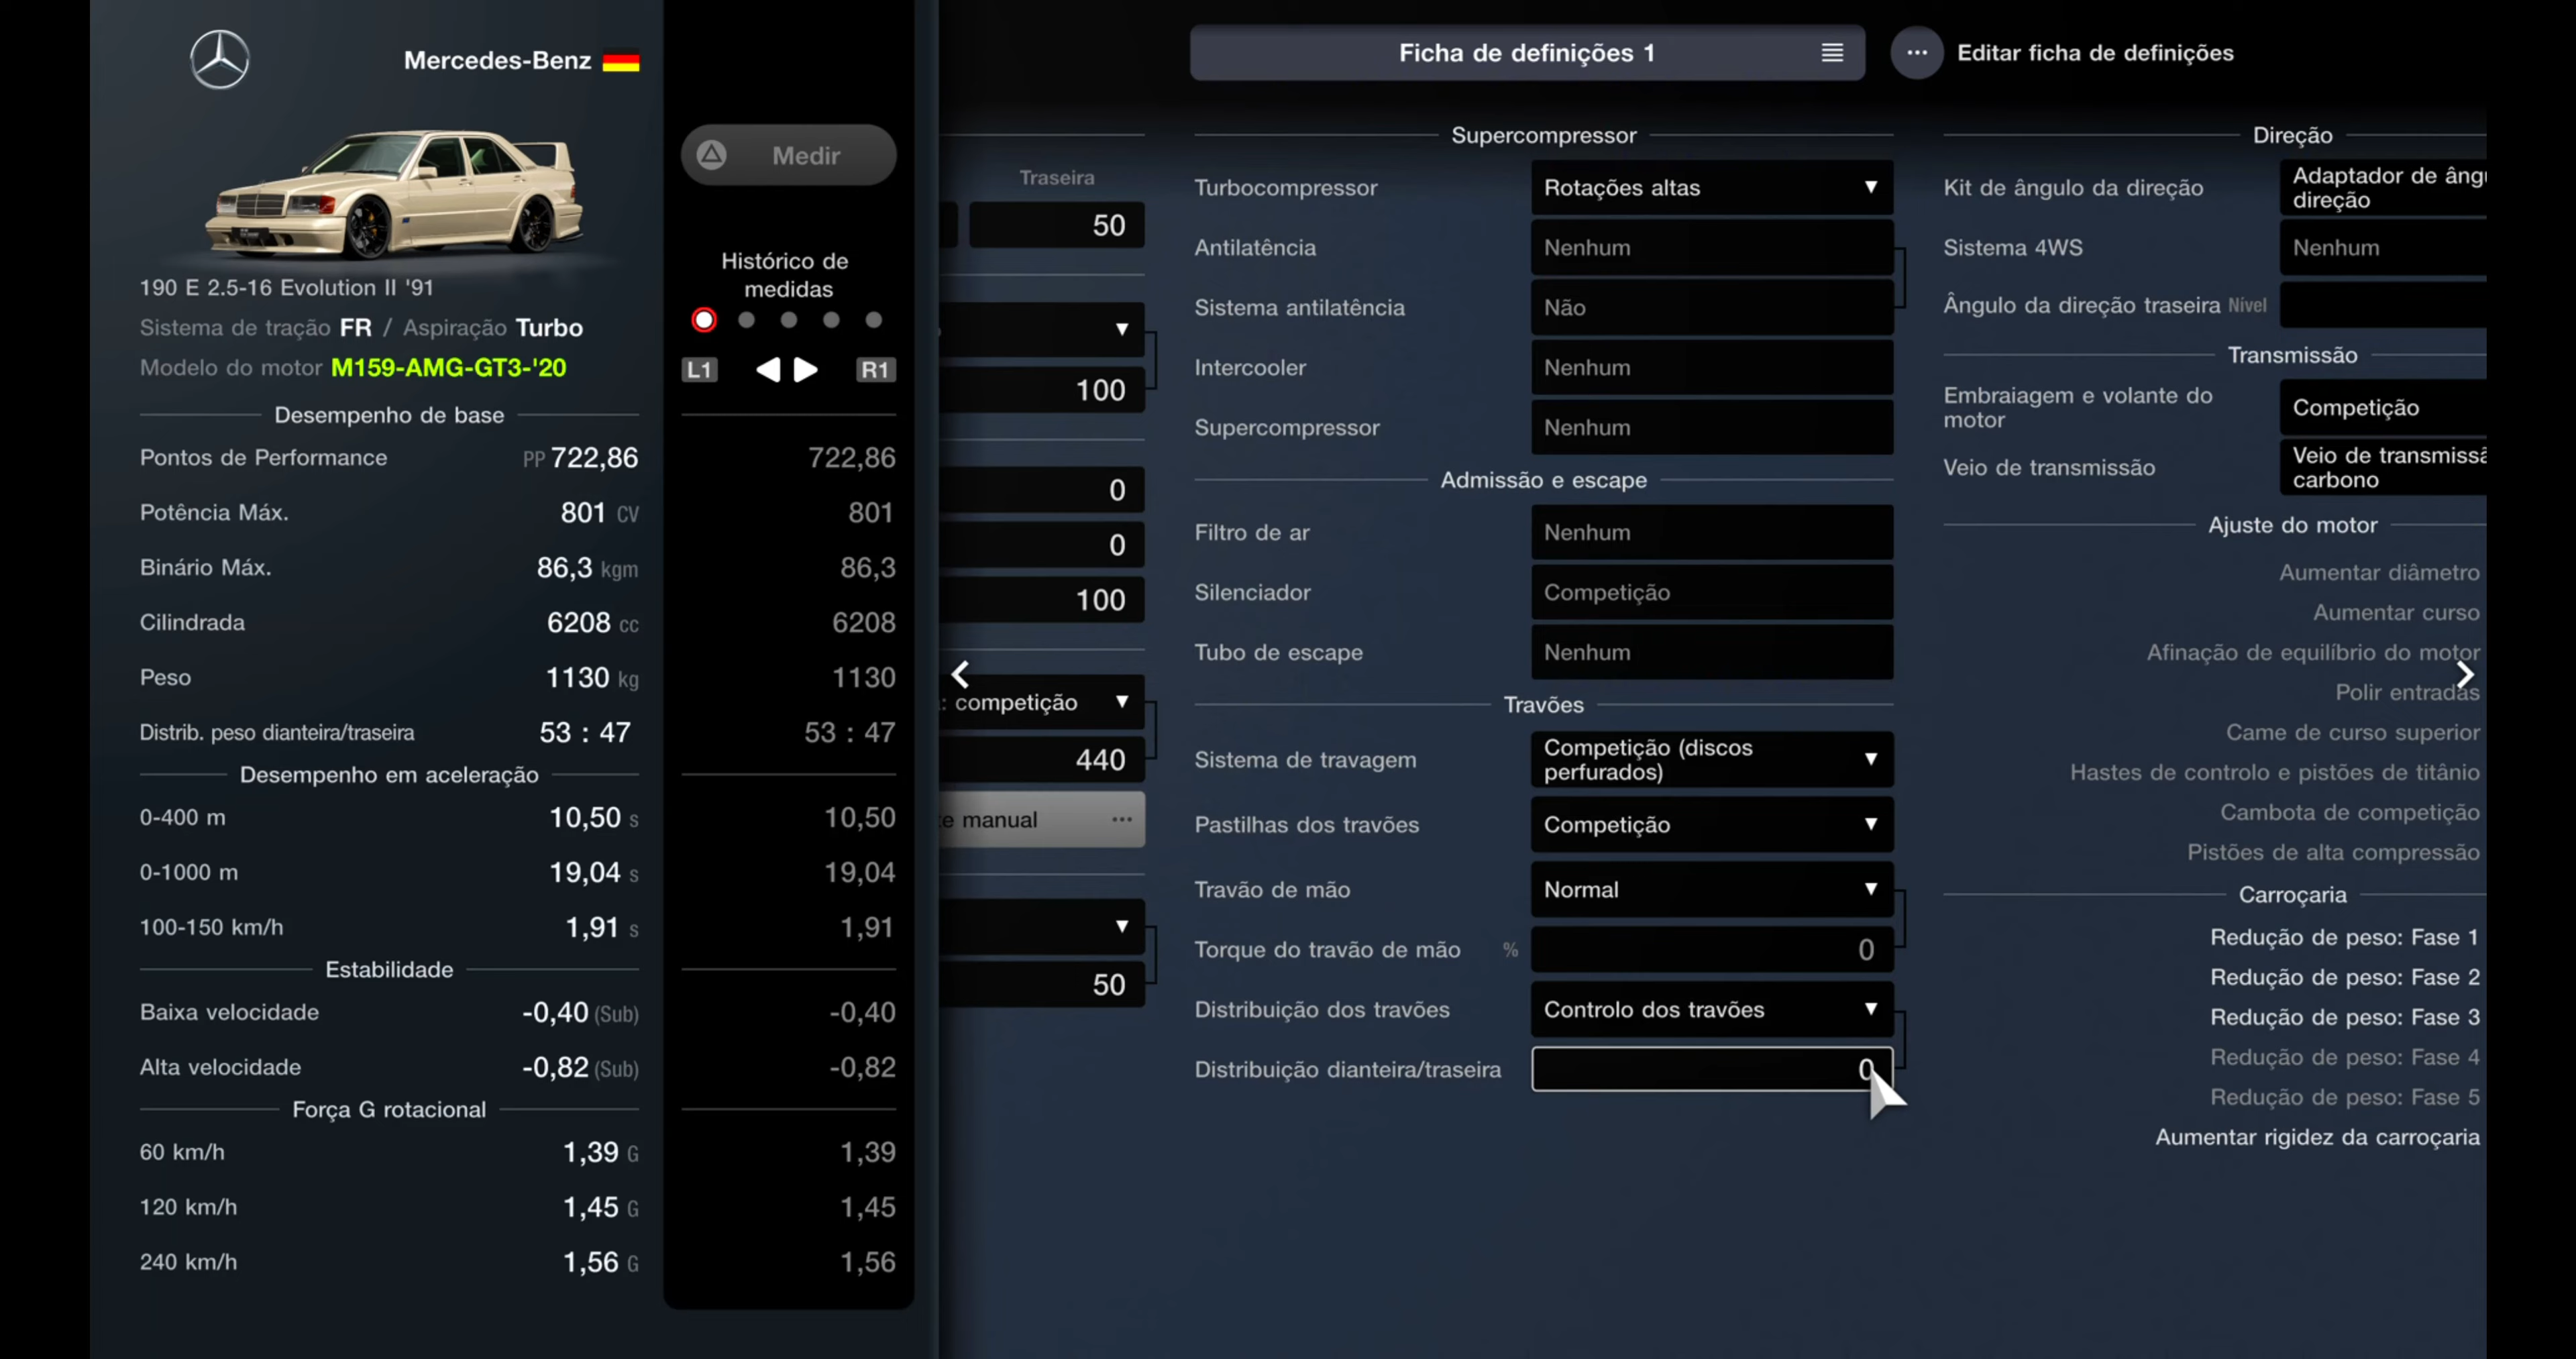 Mercedes-Benz
190 E 2.5-16 Evolution II '91
Sistema de tração FR / Aspiração Turbo
Modelo do motor M159-AMG-GT3-'20
Desempenho de base
Pontos de Performance PP 722,86
Potência Máx. 801 CV
Binário Máx. 86,3 kgm
Cilindrada 6208 cc
Peso 1130 kg
Distrib. peso dianteira/traseira 53 : 47
Desempenho em aceleração
0-400 m 10,50 s
0-1000 m 19,04 s
100-150 km/h 1,91 s
Estabilidade
Baixa velocidade -0,40 (Sub)
Alta velocidade -0,82 (Sub)
Força G rotacional
60 km/h 1,39 G
120 km/h 1,45 G
240 km/h 1,56 G
Medir
Histórico de
medidas
L1 R1
722,86
801
86,3
6208
1130
53 : 47
10,50
19,04
1,91
-0,40
-0,82
1,39
1,45
1,56
Ficha de definições 1
Editar ficha de definições
Traseira
50
100
0
0
100
: competição
440
manual
50
Supercompressor
Turbocompressor Rotações altas
Antilatência Nenhum
Sistema antilatência Não
Intercooler Nenhum
Supercompressor Nenhum
Admissão e escape
Filtro de ar Nenhum
Silenciador Competição
Tubo de escape Nenhum
Travões
Sistema de travagem Competição (discos
perfurados)
Pastilhas dos travões Competição
Travão de mão Normal
Torque do travão de mão % 0
Distribuição dos travões Controlo dos travões
Distribuição dianteira/traseira 0
Direção
Kit de ângulo da direção Adaptador de
direção
Sistema 4WS Nenhum
Ângulo da direção traseira Nível
Transmissão
Embraiagem e volante do
motor Competição
Veio de transmissão Veio de
carbono
Ajuste do motor
Aumentar diâmetro
Aumentar curso
Afinação de equilíbrio do motor
Polir entradas
Came de curso superior
Hastes de controlo e pistões de titânio
Cambota de competição
Pistões de alta compressão
Carroçaria
Redução de peso: Fase 1
Redução de peso: Fase 2
Redução de peso: Fase 3
Redução de peso: Fase 4
Redução de peso: Fase 5
Aumentar rigidez da carroçaria